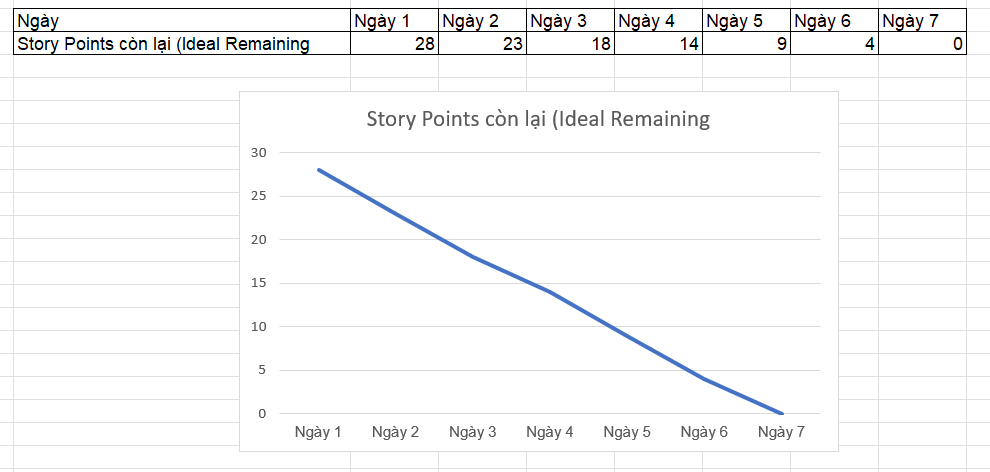 Ngày Ngày 1 Ngày 2 Ngày 3 Ngày 4 Ngày 5 Ngày 6 Ngày 7
Story Points còn lại (Ideal Remaining 28 23 18 14 9 4 0
Story Points còn lại (Ideal Remaining
30
25
20
15
10
5
0
Ngày 1 Ngày 2 Ngày 3 Ngày 4 Ngày 5 Ngày 6 Ngày 7